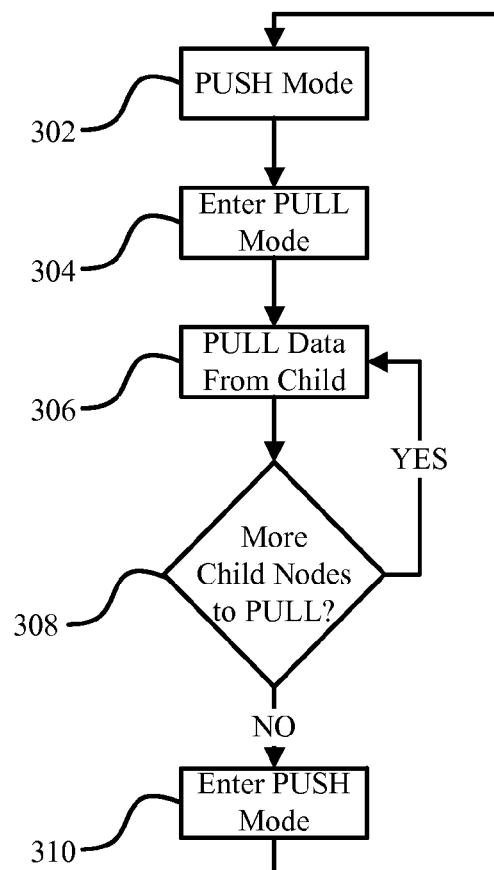 PUSH Mode
302
Enter PULL
Mode
304
PULL Data
From Child
306
YES
More
Child Nodes
to PULL?
308
NO
Enter PUSH
Mode
310